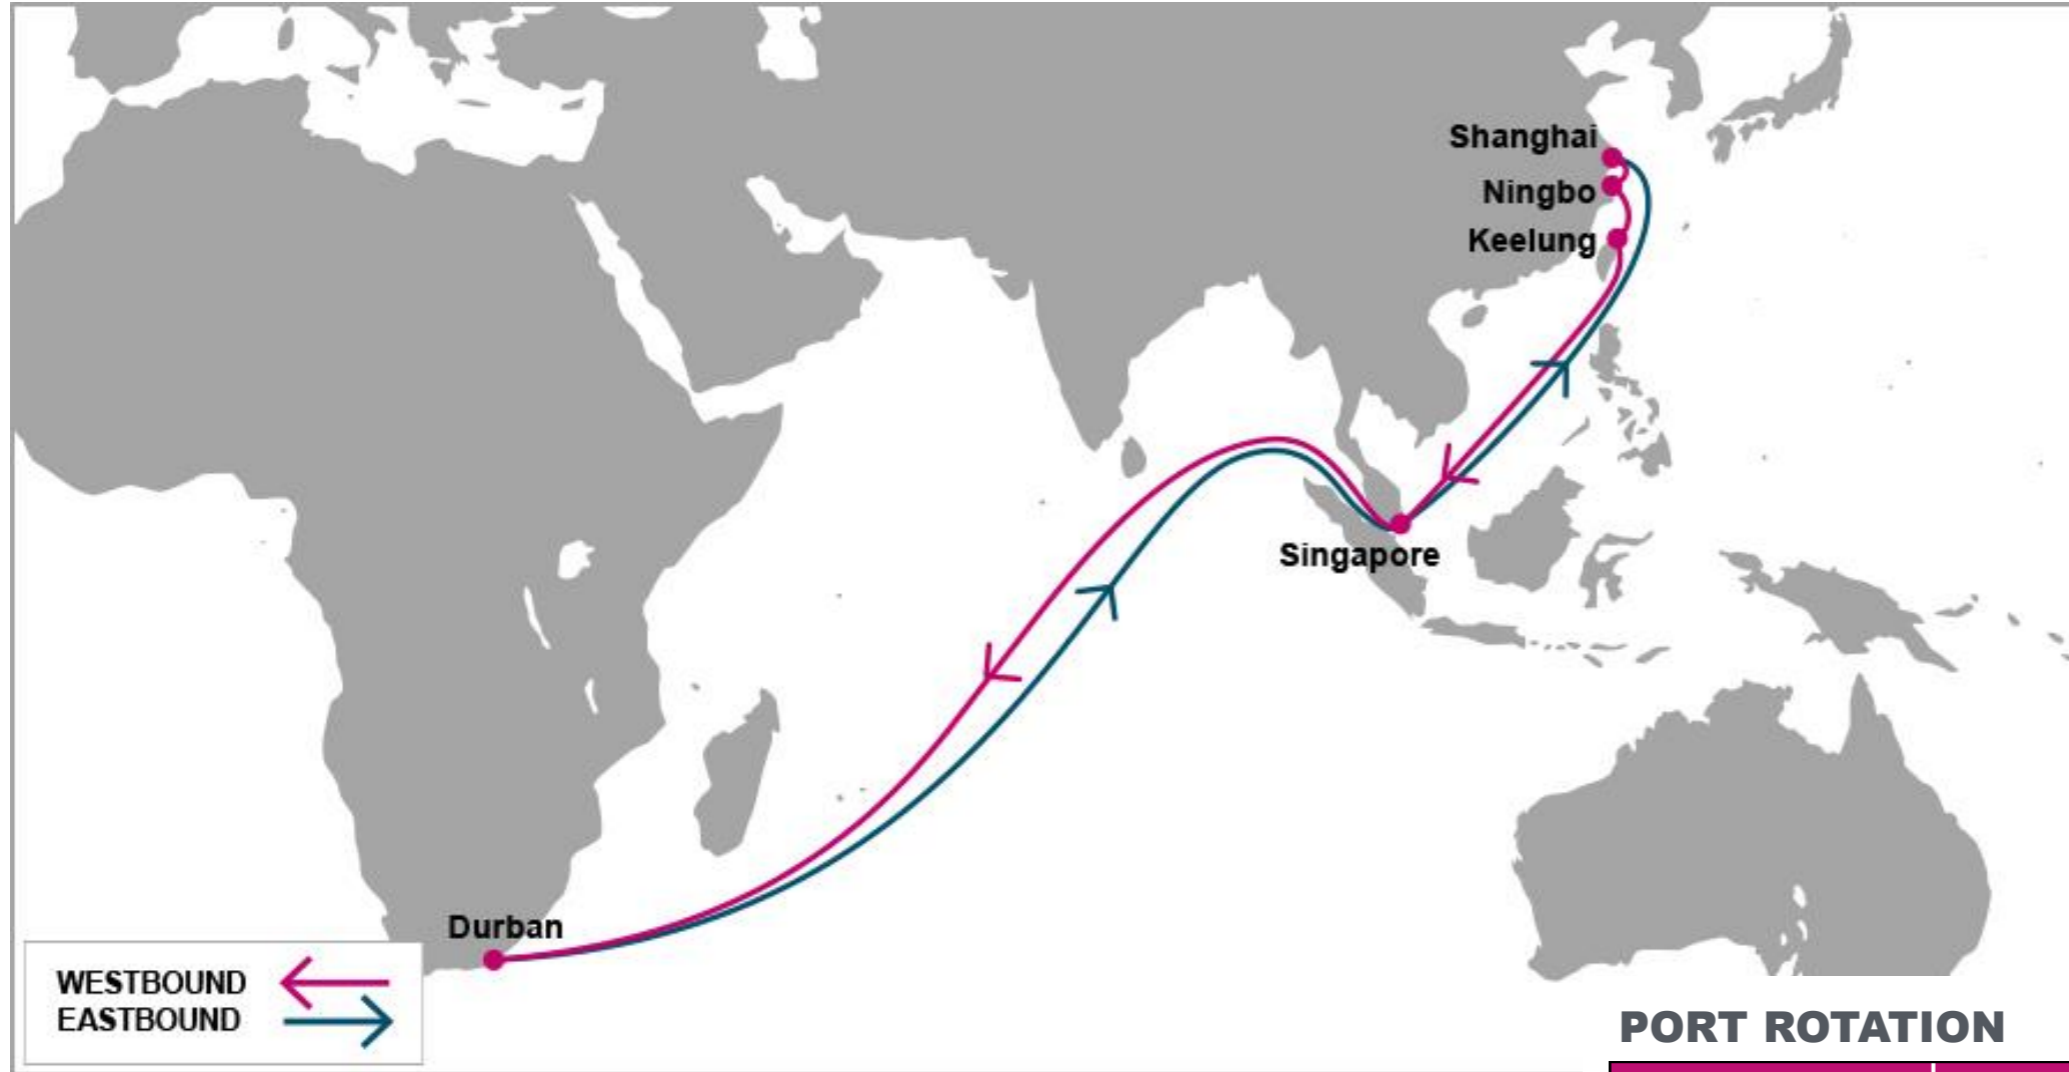 Shanghai
Ningbo
Keelung
Singapore
Durban
WESTBOUND
EASTBOUND
PORT ROTATION